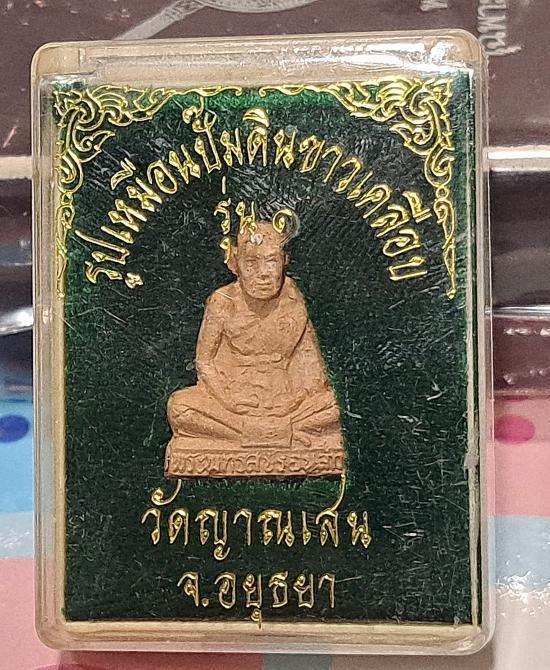 รูปเหมือนปั๊มดินขาวเคลือบ
รุ่น ๑
วัดญาณเสน
จ.อยุธยา